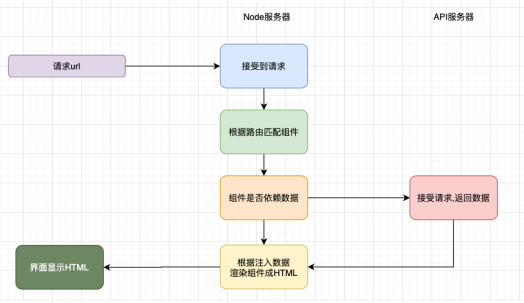 Node服务器
API服务器
请求url
接受到请求
根据路由匹配组件
组件是否依赖数据
接受请求,返回数据
根据注入数据
渲染组件成HTML
界面显示HTML